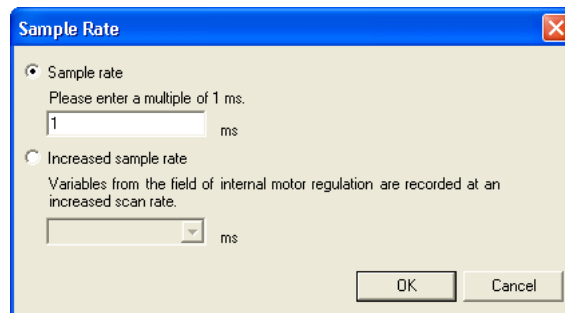 Sample Rate
Sample rate
Please enter a multiple of 1 ms.
1 ms
Increased sample rate
Variables from the field of internal motor regulation are recorded at an
increased scan rate.
ms
OK Cancel